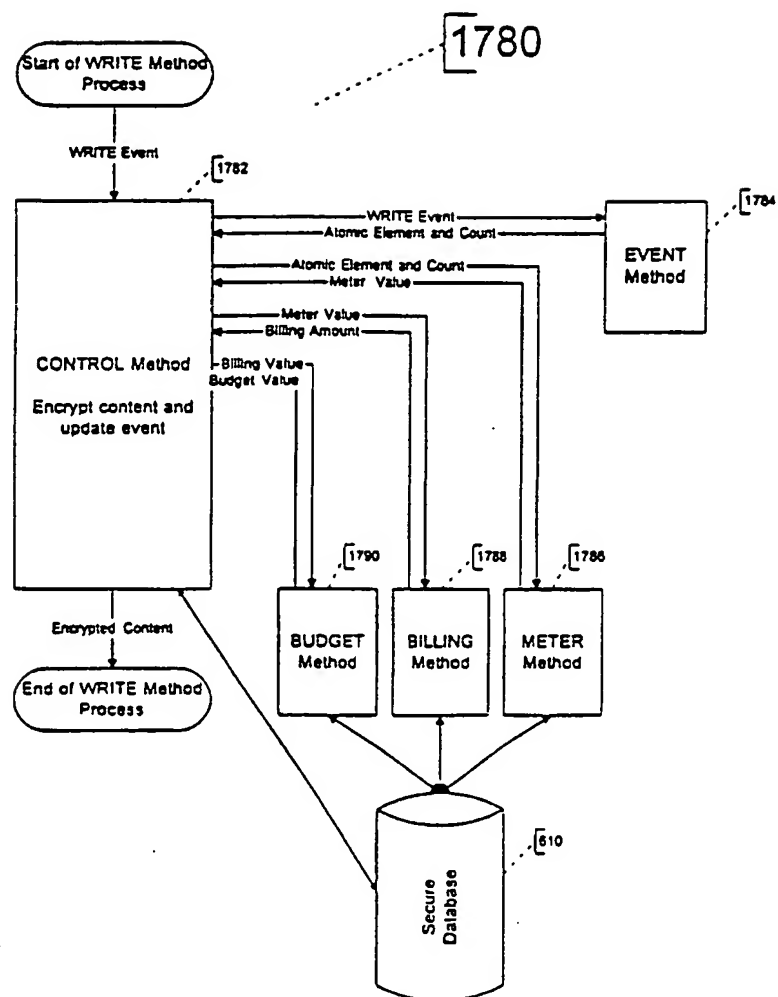 1780
Start of WRITE Method
Process
WRITE Event
1782
WRITE Event
Atomic Element and Count
1784
EVENT
Method
Atomic Element and Count
Meter Value
Meter Value
Billing Amount
Billing Value
Budget Value
CONTROL Method
Encrypt content and
update event
1790
1788
1786
Encrypted Content
BUDGET
Method
BILLING
Method
METER
Method
End of WRITE Method
Process
610
Secure
Database